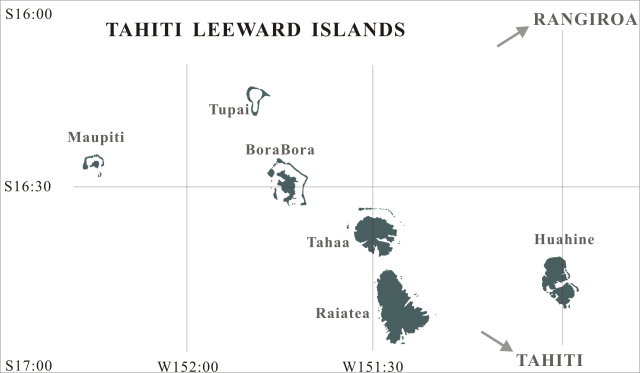 S16:00
RANGIROA
TAHITI LEEWARD ISLANDS
Tupai
Maupiti
BoraBora
S16:30
Tahaa
Huahine
Raiatea
TAHITI
S17:00
W152:00
W151:30